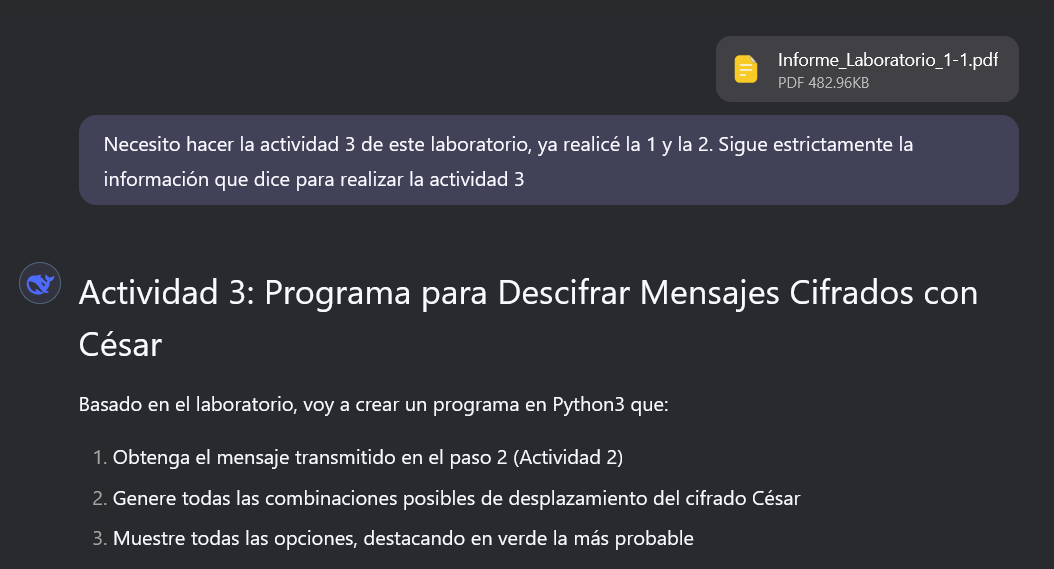 Informe_Laboratorio_1-1.pdf
PDF 482.96KB
Necesito hacer la actividad 3 de este laboratorio, ya realicé la 1 y la 2. Sigue estrictamente la
información que dice para realizar la actividad 3
Actividad 3: Programa para Descifrar Mensajes Cifrados con
César
Basado en el laboratorio, voy a crear un programa en Python3 que:
1. Obtenga el mensaje transmitido en el paso 2 (Actividad 2)
2. Genere todas las combinaciones posibles de desplazamiento del cifrado César
3. Muestre todas las opciones, destacando en verde la más probable